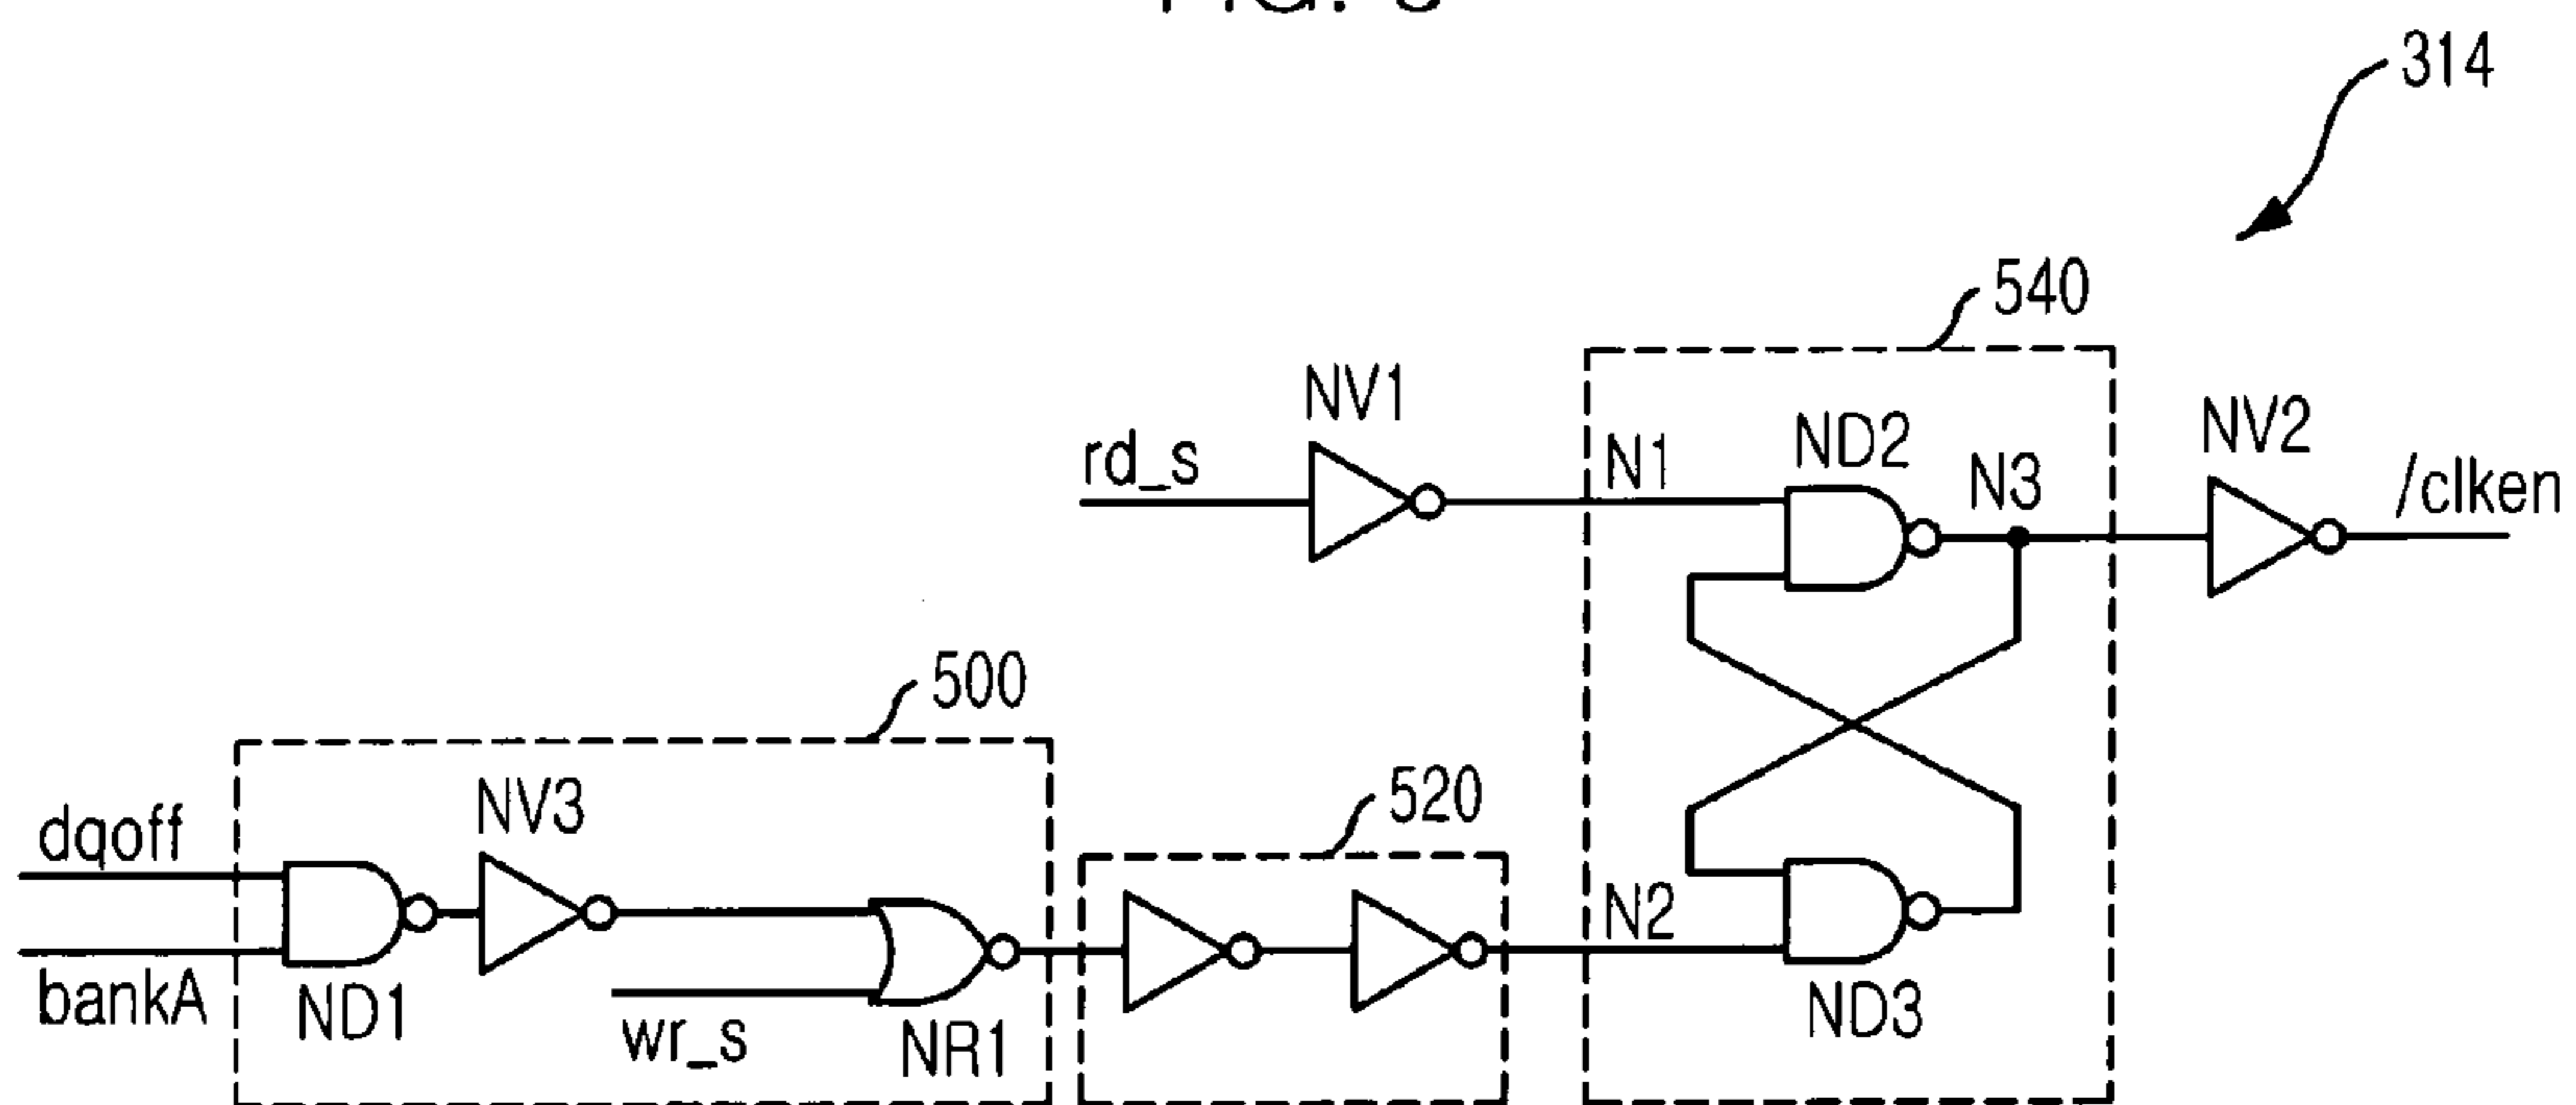 314
540
NV1
ND2
NV2
rd_s
N1
N3
/clken
500
520
NV3
dqoff
N2
bankA
ND1
wr_s
NR1
ND3